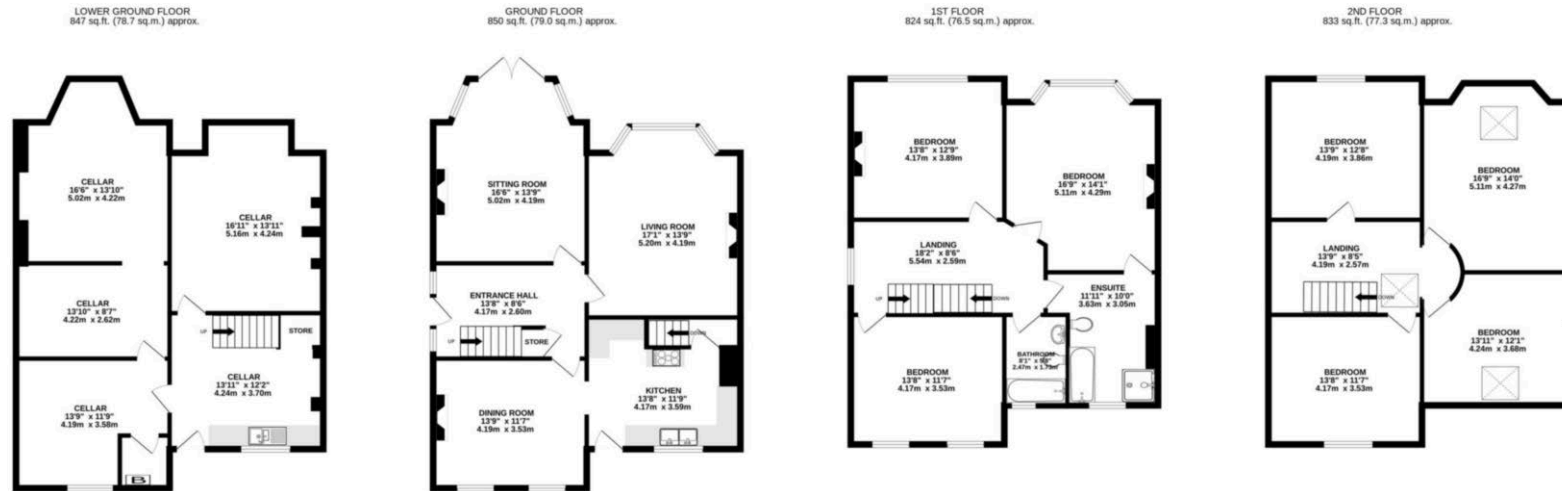 LOWER GROUND FLOOR
847 sq.ft. (78.7 sq.m.) approx.
CELLAR
16'6" x 13'10"
5.02m x 4.22m
CELLAR
16'11" x 13'11"
5.16m x 4.24m
CELLAR
13'10" x 8'7"
4.22m x 2.62m
UP
STORE
CELLAR
13'11" x 12'2"
4.24m x 3.70m
CELLAR
13'9" x 11'9"
4.19m x 3.58m
B
GROUND FLOOR
850 sq.ft. (79.0 sq.m.) approx.
SITTING ROOM
16'6" x 13'9"
5.02m x 4.19m
LIVING ROOM
17'1" x 13'9"
5.20m x 4.19m
ENTRANCE HALL
13'8" x 8'6"
4.17m x 2.60m
UP
STORE
DOWN
KITCHEN
13'8" x 11'9"
4.17m x 3.59m
DINING ROOM
13'9" x 11'7"
4.19m x 3.53m
1ST FLOOR
824 sq.ft. (76.5 sq.m.) approx.
BEDROOM
13'8" x 12'9"
4.17m x 3.89m
BEDROOM
16'9" x 14'1"
5.11m x 4.29m
LANDING
18'2" x 8'6"
5.54m x 2.59m
UP
DOWN
ENSUITE
11'11" x 10'0"
3.63m x 3.05m
BATHROOM
8'1" x
2.47m x 1.73m
BEDROOM
13'8" x 11'7"
4.17m x 3.53m
2ND FLOOR
833 sq.ft. (77.3 sq.m.) approx.
BEDROOM
13'9" x 12'8"
4.19m x 3.86m
BEDROOM
16'9" x 14'0"
5.11m x 4.27m
LANDING
13'9" x 8'5"
4.19m x 2.57m
DOWN
BEDROOM
13'11" x 12'1"
4.24m x 3.68m
BEDROOM
13'8" x 11'7"
4.17m x 3.53m